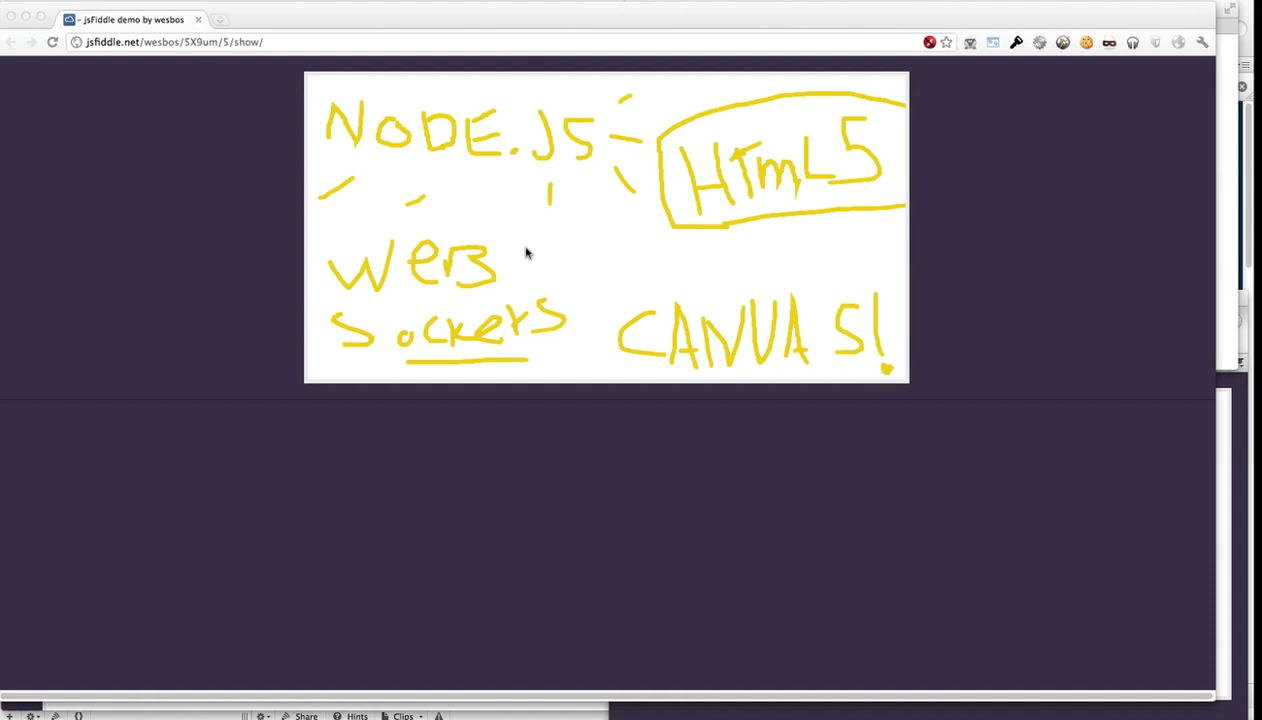 - jsFiddle demo by wesbos
jsfiddle.net/wesbos/5X9um/5/show/
NODE.JS
HTmL5
WeB
SockeTS
CANVAS!
Share Hints Clips